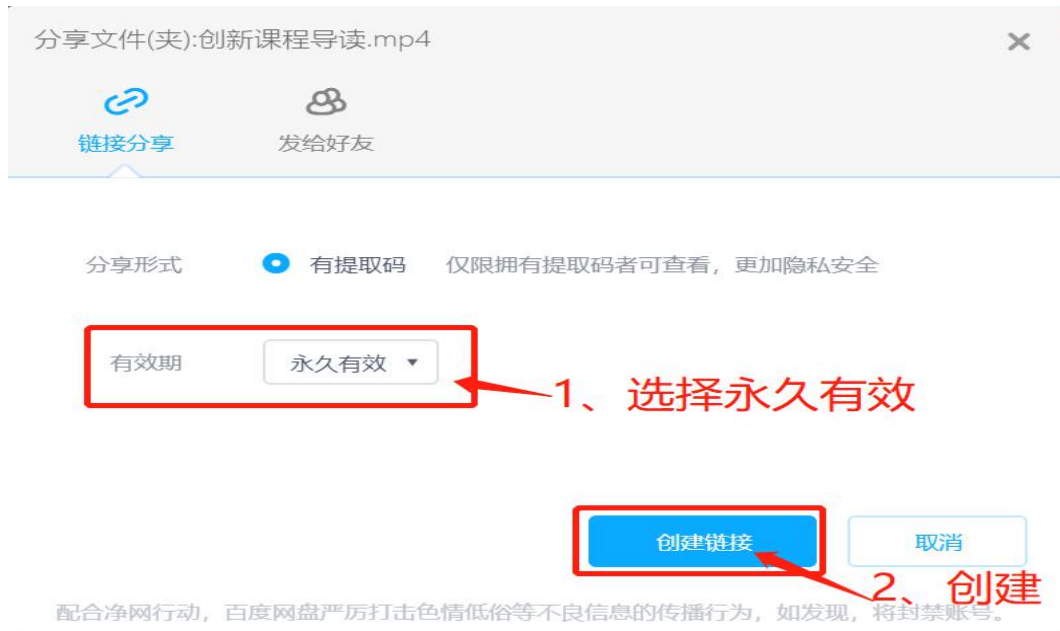 分享文件(夹):创新课程导读.mp4
链接分享 发给好友
分享形式 有提取码 仅限拥有提取码者可查看，更加隐私安全
有效期 永久有效
1、选择永久有效
创建链接 取消
2、创建
配合净网行动，百度网盘严厉打击色情低俗等不良信息的传播行为，如发现，将封禁账号。